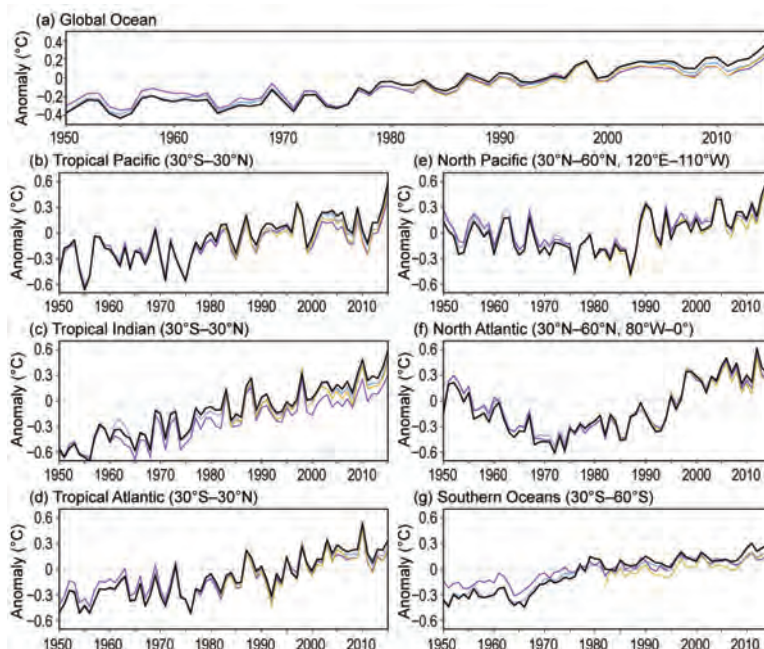 (a) Global Ocean
Anomaly (°C)
0.4
0.2
0
−0.2
−0.4
1950 1960 1970 1980 1990 2000 2010
(b) Tropical Pacific (30°S–30°N)
Anomaly (°C)
0.6
0.3
0
−0.3
−0.6
1950 1960 1970 1980 1990 2000 2010
(c) Tropical Indian (30°S–30°N)
Anomaly (°C)
0.6
0.3
0
−0.3
−0.6
1950 1960 1970 1980 1990 2000 2010
(d) Tropical Atlantic (30°S–30°N)
Anomaly (°C)
0.6
0.3
0
−0.3
−0.6
1950 1960 1970 1980 1990 2000 2010
(e) North Pacific (30°N–60°N, 120°E–110°W)
Anomaly (°C)
0.6
0.3
0
−0.3
−0.6
1950 1960 1970 1980 1990 2000 2010
(f) North Atlantic (30°N–60°N, 80°W–0°)
Anomaly (°C)
0.6
0.3
0
−0.3
−0.6
1950 1960 1970 1980 1990 2000 2010
(g) Southern Oceans (30°S–60°S)
Anomaly (°C)
0.6
0.3
0
−0.3
−0.6
1950 1960 1970 1980 1990 2000 2010